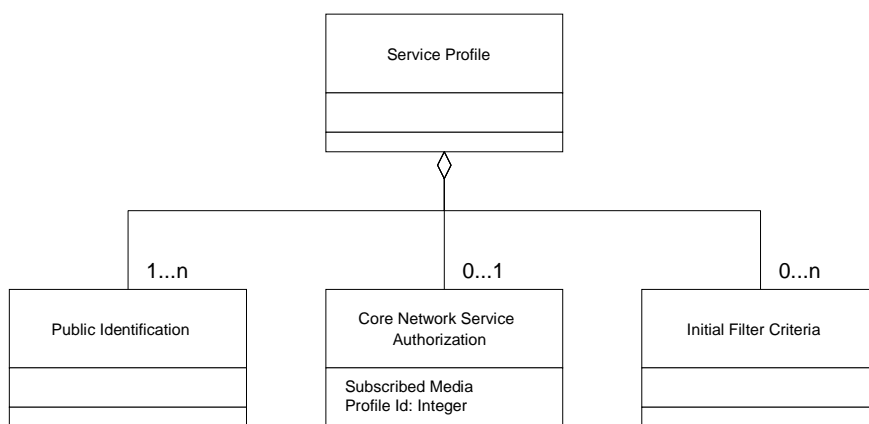 Service Profile
1...n
0...1
0...n
Public Identification
Core Network Service
Authorization
Initial Filter Criteria
Subscribed Media
Profile Id: Integer